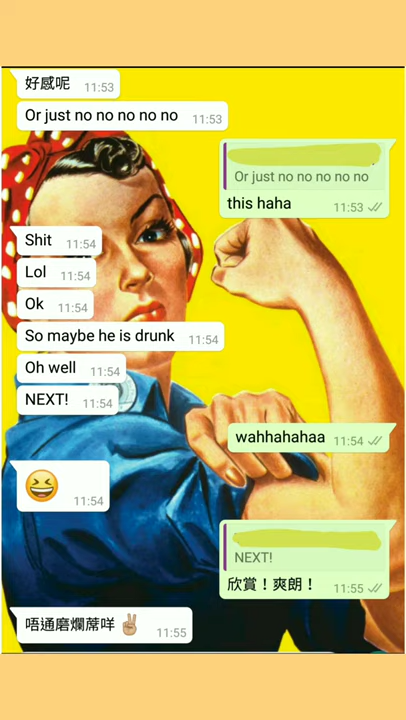 好感呢 11:53
Or just no no no no no 11:53
Or just no no no no no
this haha 11:53
Shit 11:54
Lol 11:54
Ok 11:54
So maybe he is drunk 11:54
Oh well 11:54
NEXT! 11:54
wahhahahaa 11:54
11:54
NEXT!
欣賞！爽朗！ 11:55
唔通磨爛蓆咩 11:55